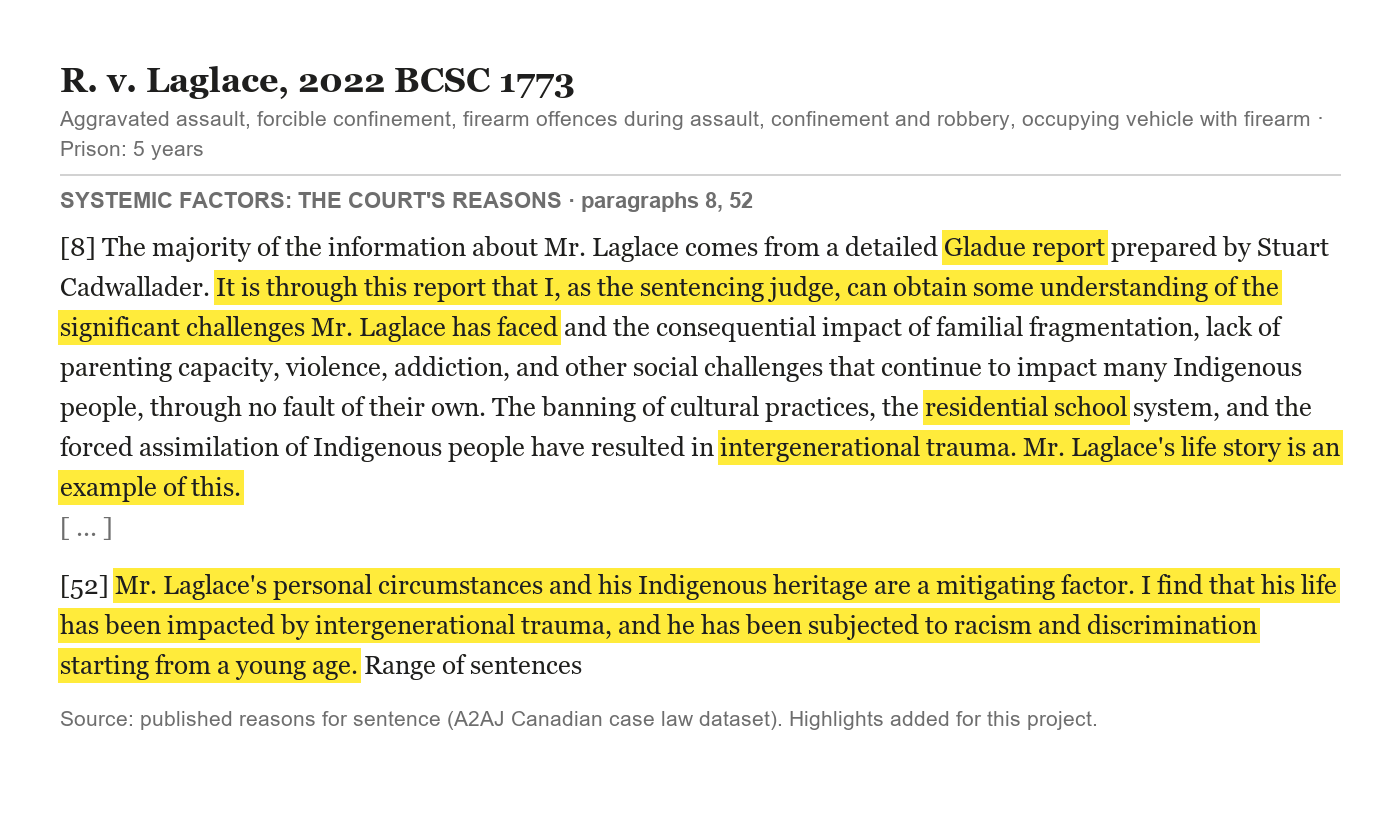 R. v. Laglace, 2022 BCSC 1773
Aggravated assault, forcible confinement, firearm offences during assault, confinement and robbery, occupying vehicle with firearm ·
Prison: 5 years
SYSTEMIC FACTORS: THE COURT'S REASONS · paragraphs 8, 52
[8] The majority of the information about Mr. Laglace comes from a detailed Gladue report prepared by Stuart
Cadwallader. It is through this report that I, as the sentencing judge, can obtain some understanding of the
significant challenges Mr. Laglace has faced and the consequential impact of familial fragmentation, lack of
parenting capacity, violence, addiction, and other social challenges that continue to impact many Indigenous
people, through no fault of their own. The banning of cultural practices, the residential school system, and the
forced assimilation of Indigenous people have resulted in intergenerational trauma. Mr. Laglace's life story is an
example of this.
[ ... ]
[52] Mr. Laglace's personal circumstances and his Indigenous heritage are a mitigating factor. I find that his life
has been impacted by intergenerational trauma, and he has been subjected to racism and discrimination
starting from a young age. Range of sentences
Source: published reasons for sentence (A2AJ Canadian case law dataset). Highlights added for this project.